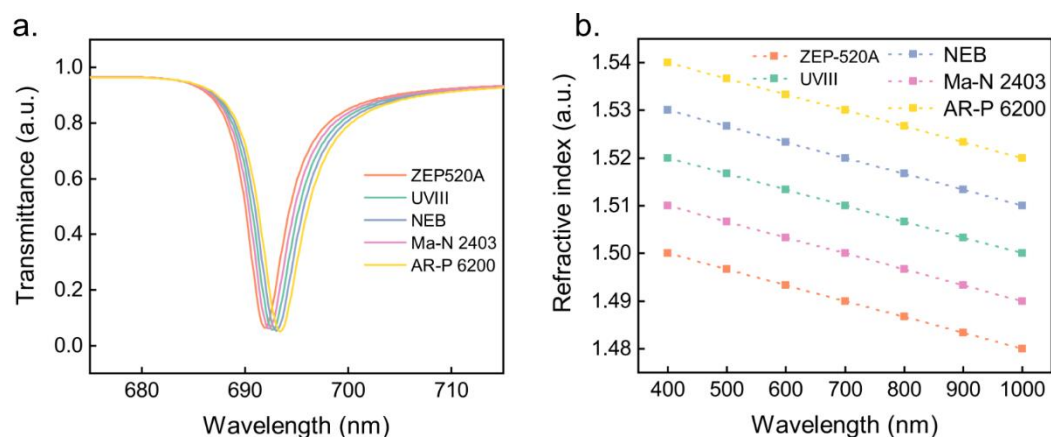 a.
Transmittance (a.u.)
1.0
0.8
0.6
0.4
0.2
0.0
ZEP520A
UVIII
NEB
Ma-N 2403
AR-P 6200
680
690
700
710
Wavelength (nm)
b.
Refractive index (a.u.)
1.54
1.53
1.52
1.51
1.50
1.49
1.48
ZEP-520A
UVIII
NEB
Ma-N 2403
AR-P 6200
400
500
600
700
800
900
1000
Wavelength (nm)